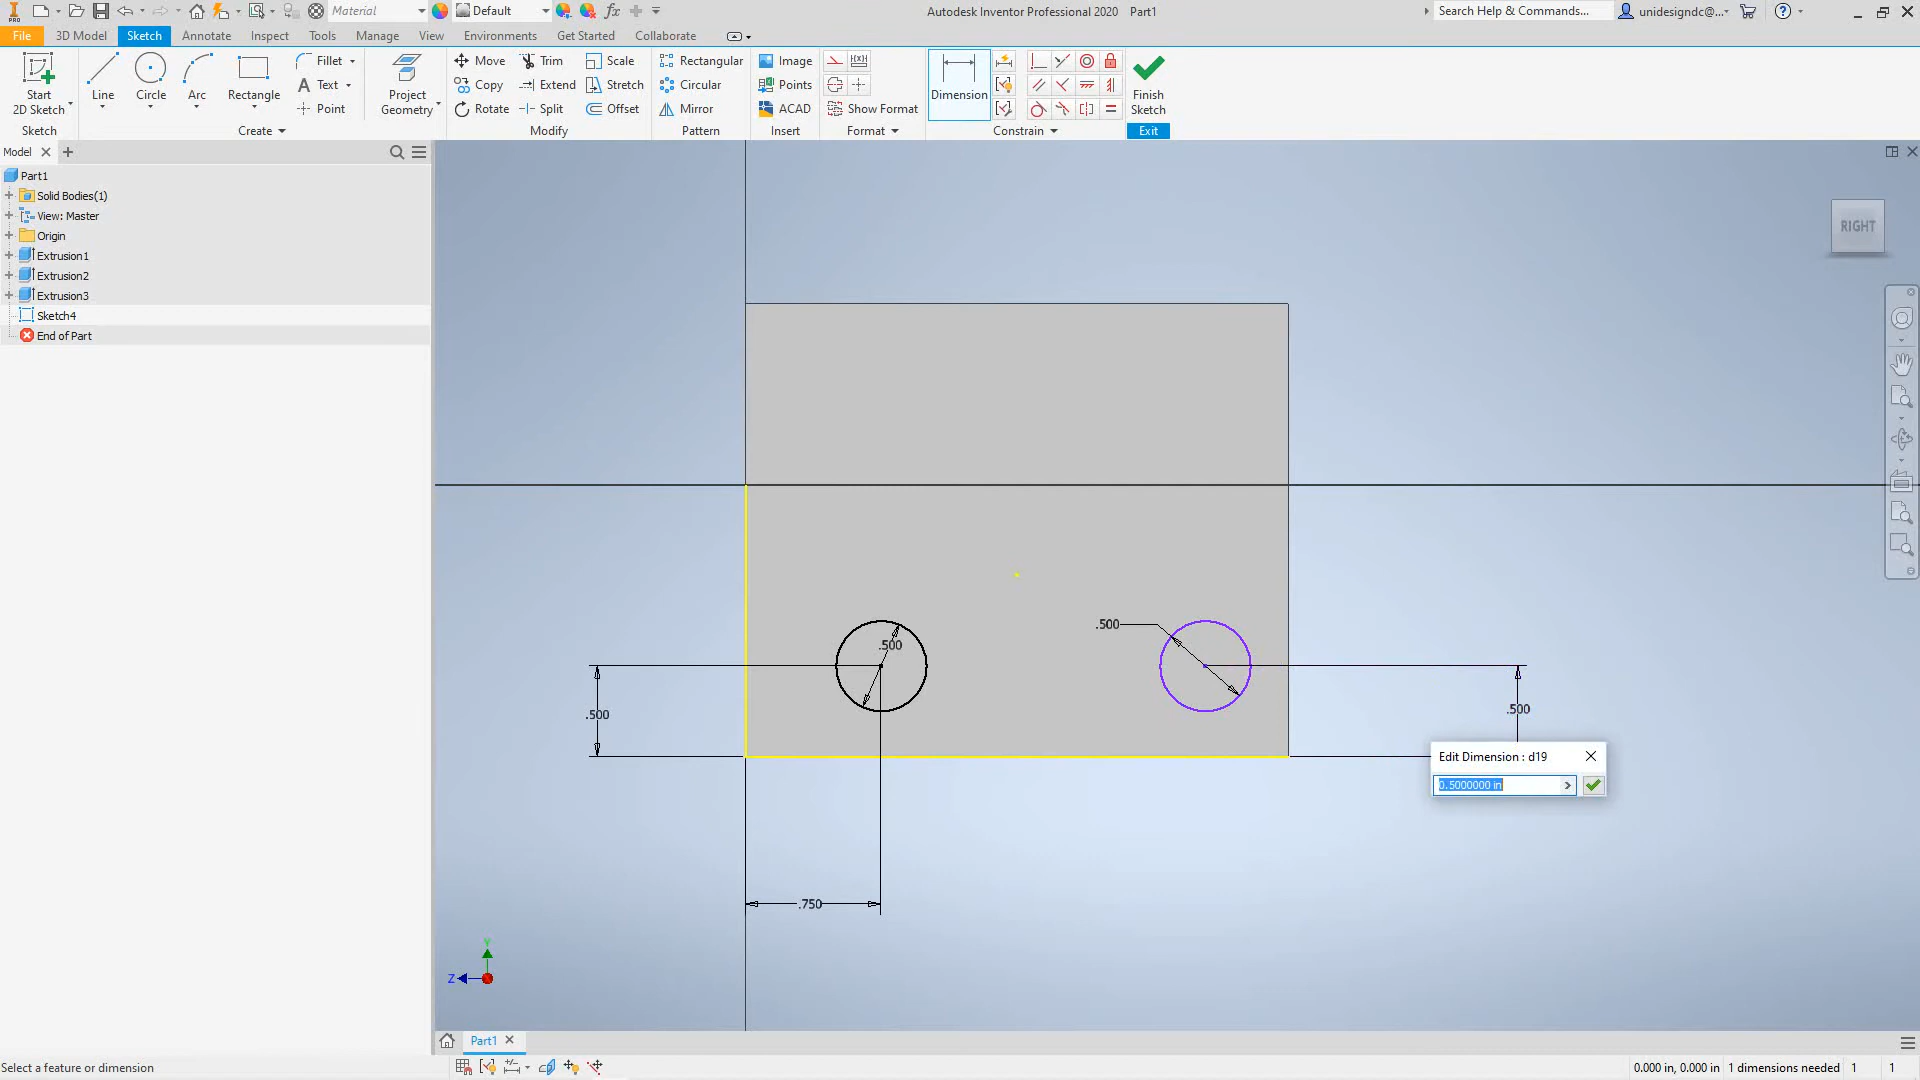 Material
Default
fx
Autodesk Inventor Professional 2020 Part1
Search Help & Commands...
unidesigndc@...
PRO
File
3D Model
Sketch
Annotate
Inspect
Tools
Manage
View
Environments
Get Started
Collaborate
Start
2D Sketch
Line
Circle
Arc
Rectangle
Fillet
Text
Point
Project
Geometry
Move
Copy
Rotate
Trim
Extend
Split
Scale
Stretch
Offset
Rectangular
Circular
Mirror
Image
Points
ACAD
Show Format
Dimension
Finish
Sketch
Sketch
Create
Modify
Pattern
Insert
Format
Constrain
Exit
Model
Part1
Solid Bodies(1)
View: Master
Origin
Extrusion1
Extrusion2
Extrusion3
Sketch4
End of Part
RIGHT
.500
.500
.500
.500
.750
Edit Dimension : d19
0.5000000 in
Y
Z
Part1
Select a feature or dimension
0.000 in, 0.000 in
1 dimensions needed
1
1